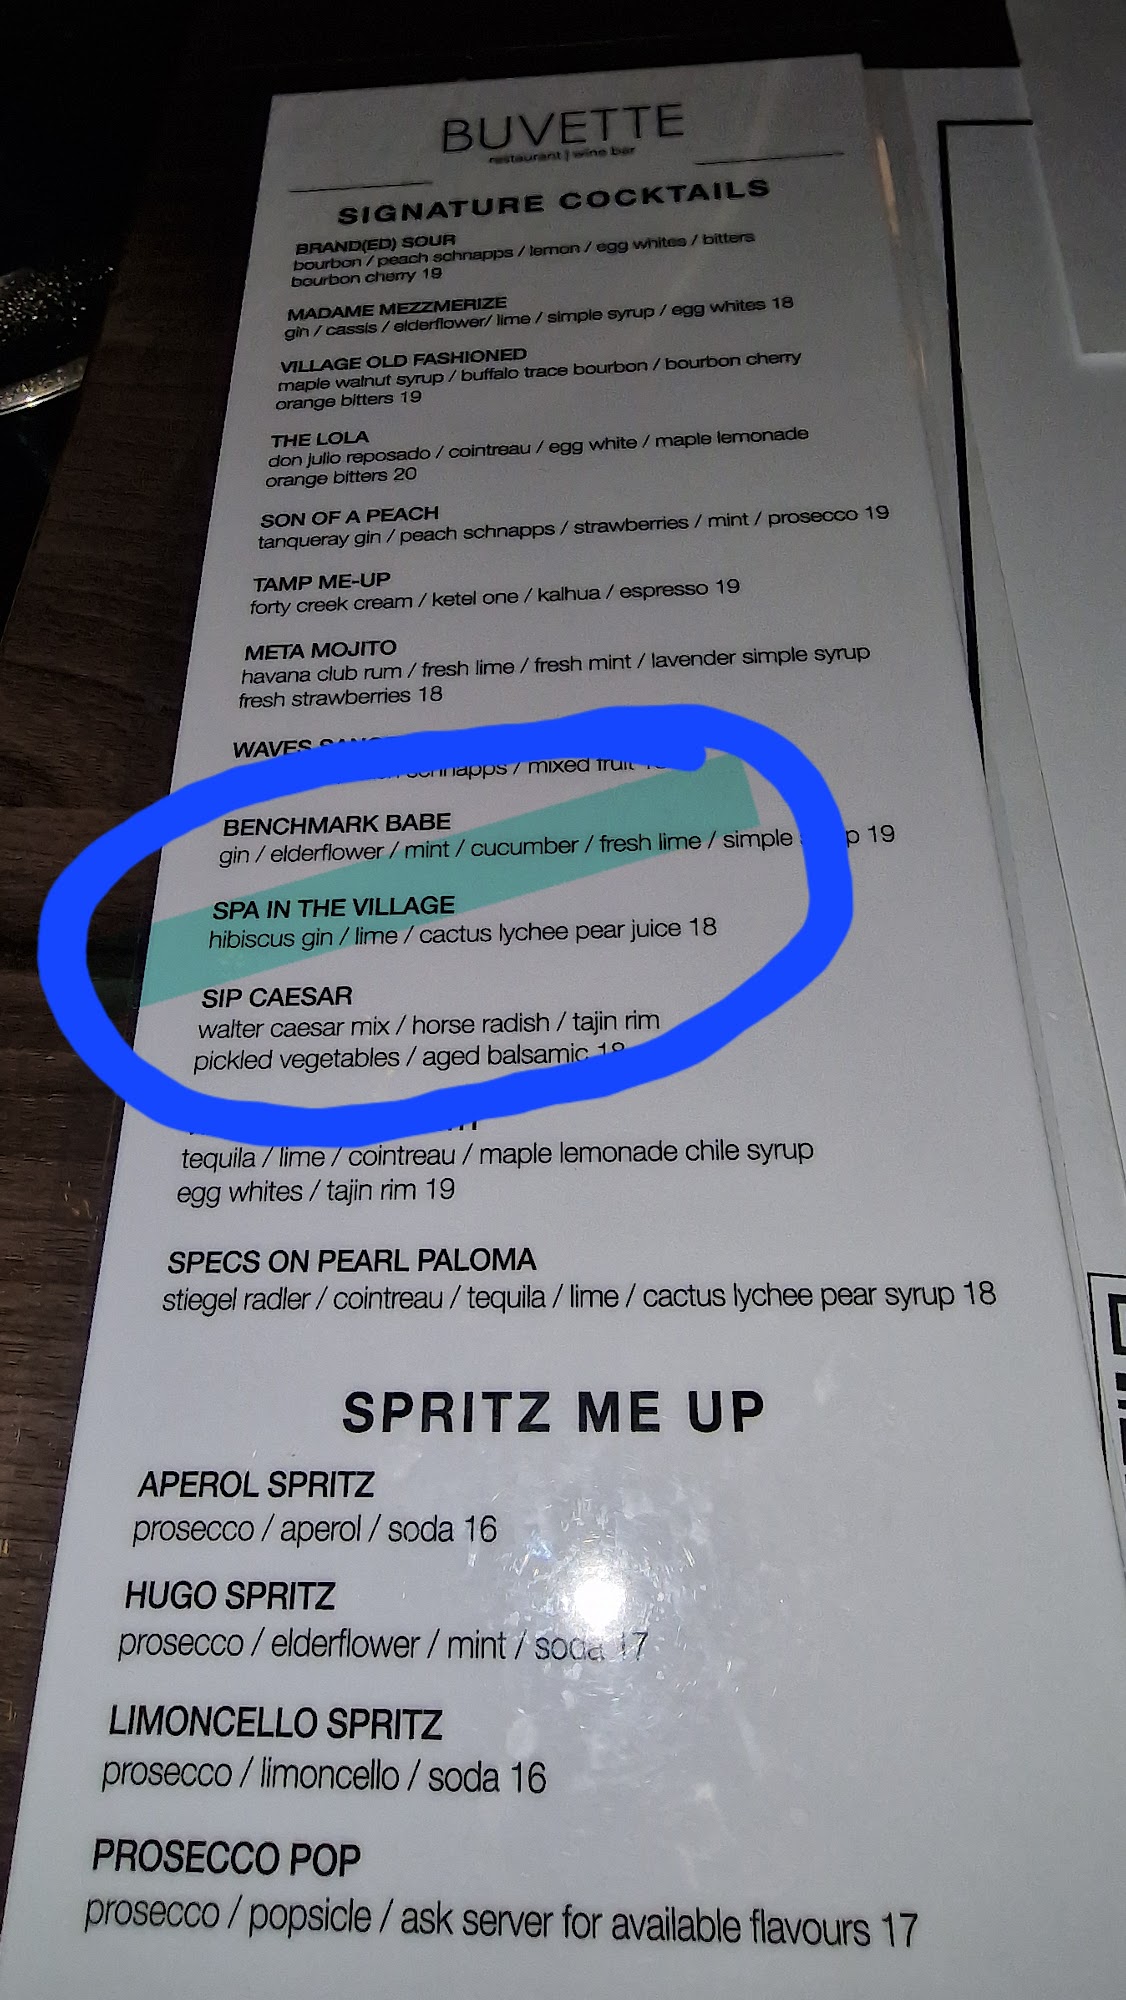 BUVETTE
restaurant | wine bar
SIGNATURE COCKTAILS
BRAND(ED) SOUR
bourbon / peach schnapps / lemon / egg whites / bitters
bourbon cherry 19
MADAME MEZZMERIZE
gin / cassis / elderflower/ lime / simple syrup / egg whites 18
VILLAGE OLD FASHIONED
maple walnut syrup / buffalo trace bourbon / bourbon cherry
orange bitters 19
THE LOLA
don julio reposado / cointreau / egg white / maple lemonade
orange bitters 20
SON OF A PEACH
tanqueray gin / peach schnapps / strawberries / mint / prosecco 19
TAMP ME-UP
forty creek cream / ketel one / kalhua / espresso 19
META MOJITO
havana club rum / fresh lime / fresh mint / lavender simple syrup
fresh strawberries 18
WAVES
schnapps / mixed fruit
BENCHMARK BABE
gin / elderflower / mint / cucumber / fresh lime / simple 19
SPA IN THE VILLAGE
hibiscus gin / lime / cactus lychee pear juice 18
SIP CAESAR
walter caesar mix / horse radish / tajin rim
pickled vegetables / aged balsamic 18
tequila / lime / cointreau / maple lemonade chile syrup
egg whites / tajin rim 19
SPECS ON PEARL PALOMA
stiegel radler / cointreau / tequila / lime / cactus lychee pear syrup 18
SPRITZ ME UP
APEROL SPRITZ
prosecco / aperol / soda 16
HUGO SPRITZ
prosecco / elderflower / mint / soda 17
LIMONCELLO SPRITZ
prosecco / limoncello / soda 16
PROSECCO POP
prosecco / popsicle / ask server for available flavours 17